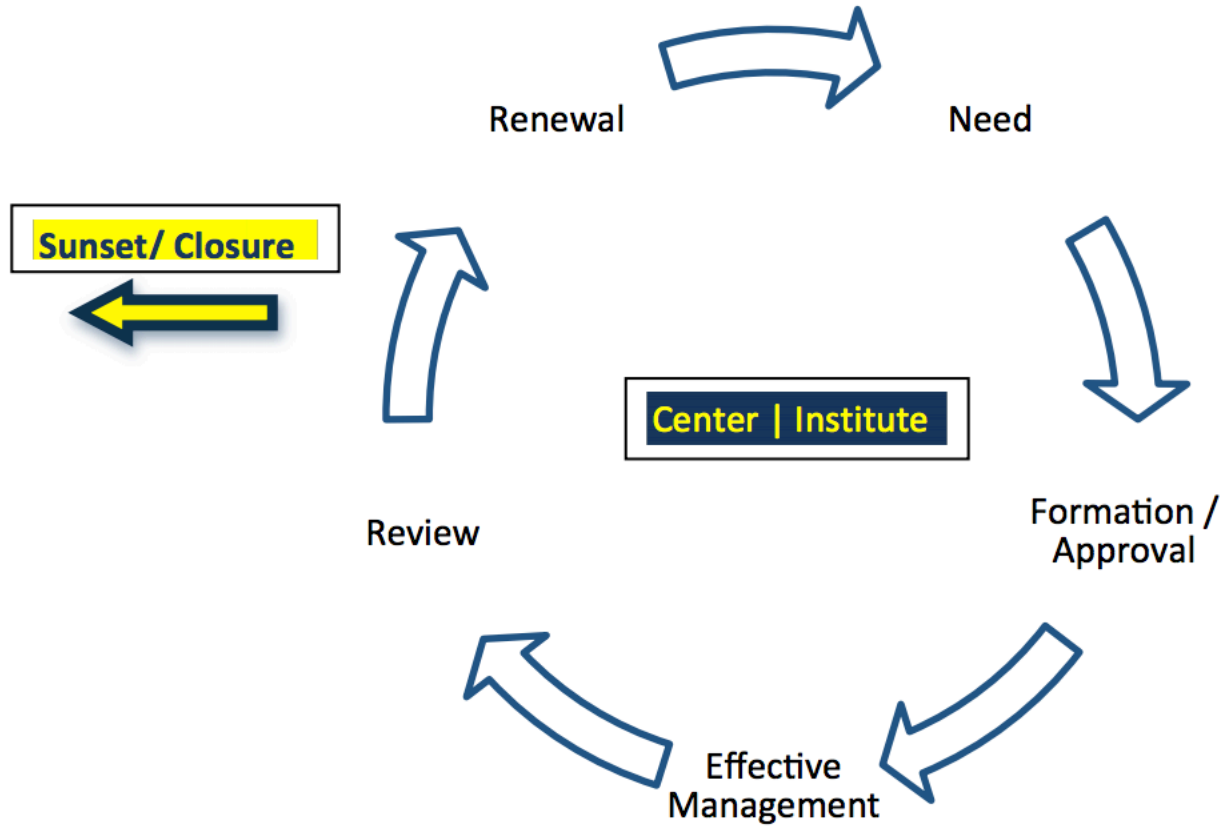 Renewal
Need
Sunset/ Closure
Center | Institute
Review
Formation /
Approval
Effective
Management